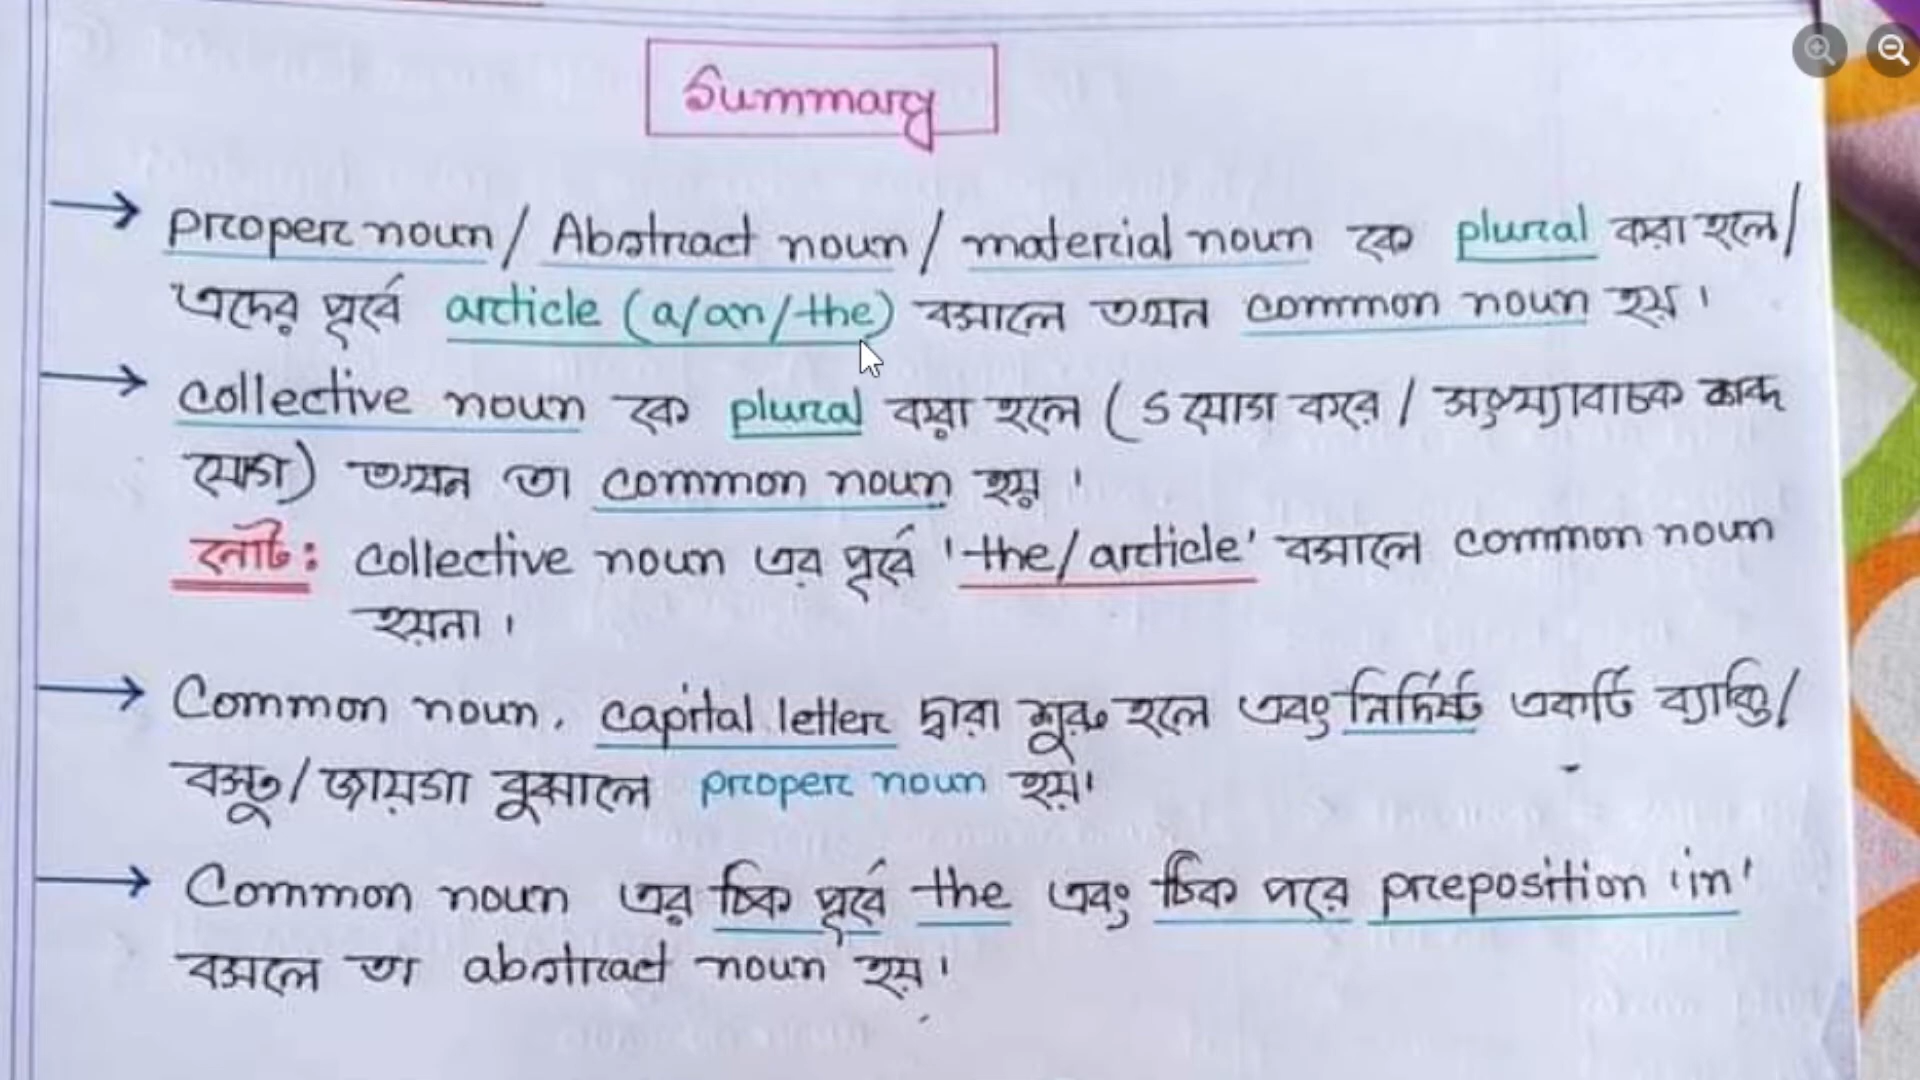 Summary
→ proper noun / Abstract noun / material noun কে plural করা হলে /
এদের পূর্বে article (a/an/the) বসালে তখন common noun হয়।
→ collective noun কে plural করা হলে (s যোগ করে / সংখ্যাবাচক শব্দ
যোগ) তখন তা common noun হয়।
নোট: collective noun এর পূর্বে 'the/article' বসালে common noun
হয়না।
→ Common noun, capital letter দ্বারা শুরু হলে এবং নির্দিষ্ট একটি ব্যাক্তি/
বস্তু/জায়গা বুঝালে proper noun হয়।
→ Common noun এর ঠিক পূর্বে the এবং ঠিক পরে preposition 'in'
বসলে তা abstract noun হয়।